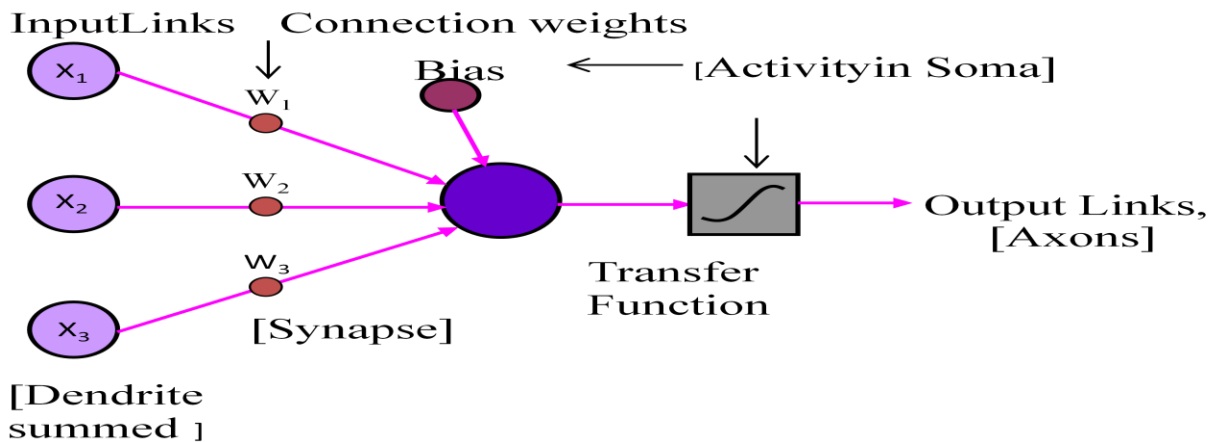 InputLinks
Connection weights
Bias
[Activityin Soma]
X₁
W₁
X₂
W₂
Output Links,
[Axons]
W₃
Transfer
Function
X₃
[Synapse]
[Dendrite
summed ]